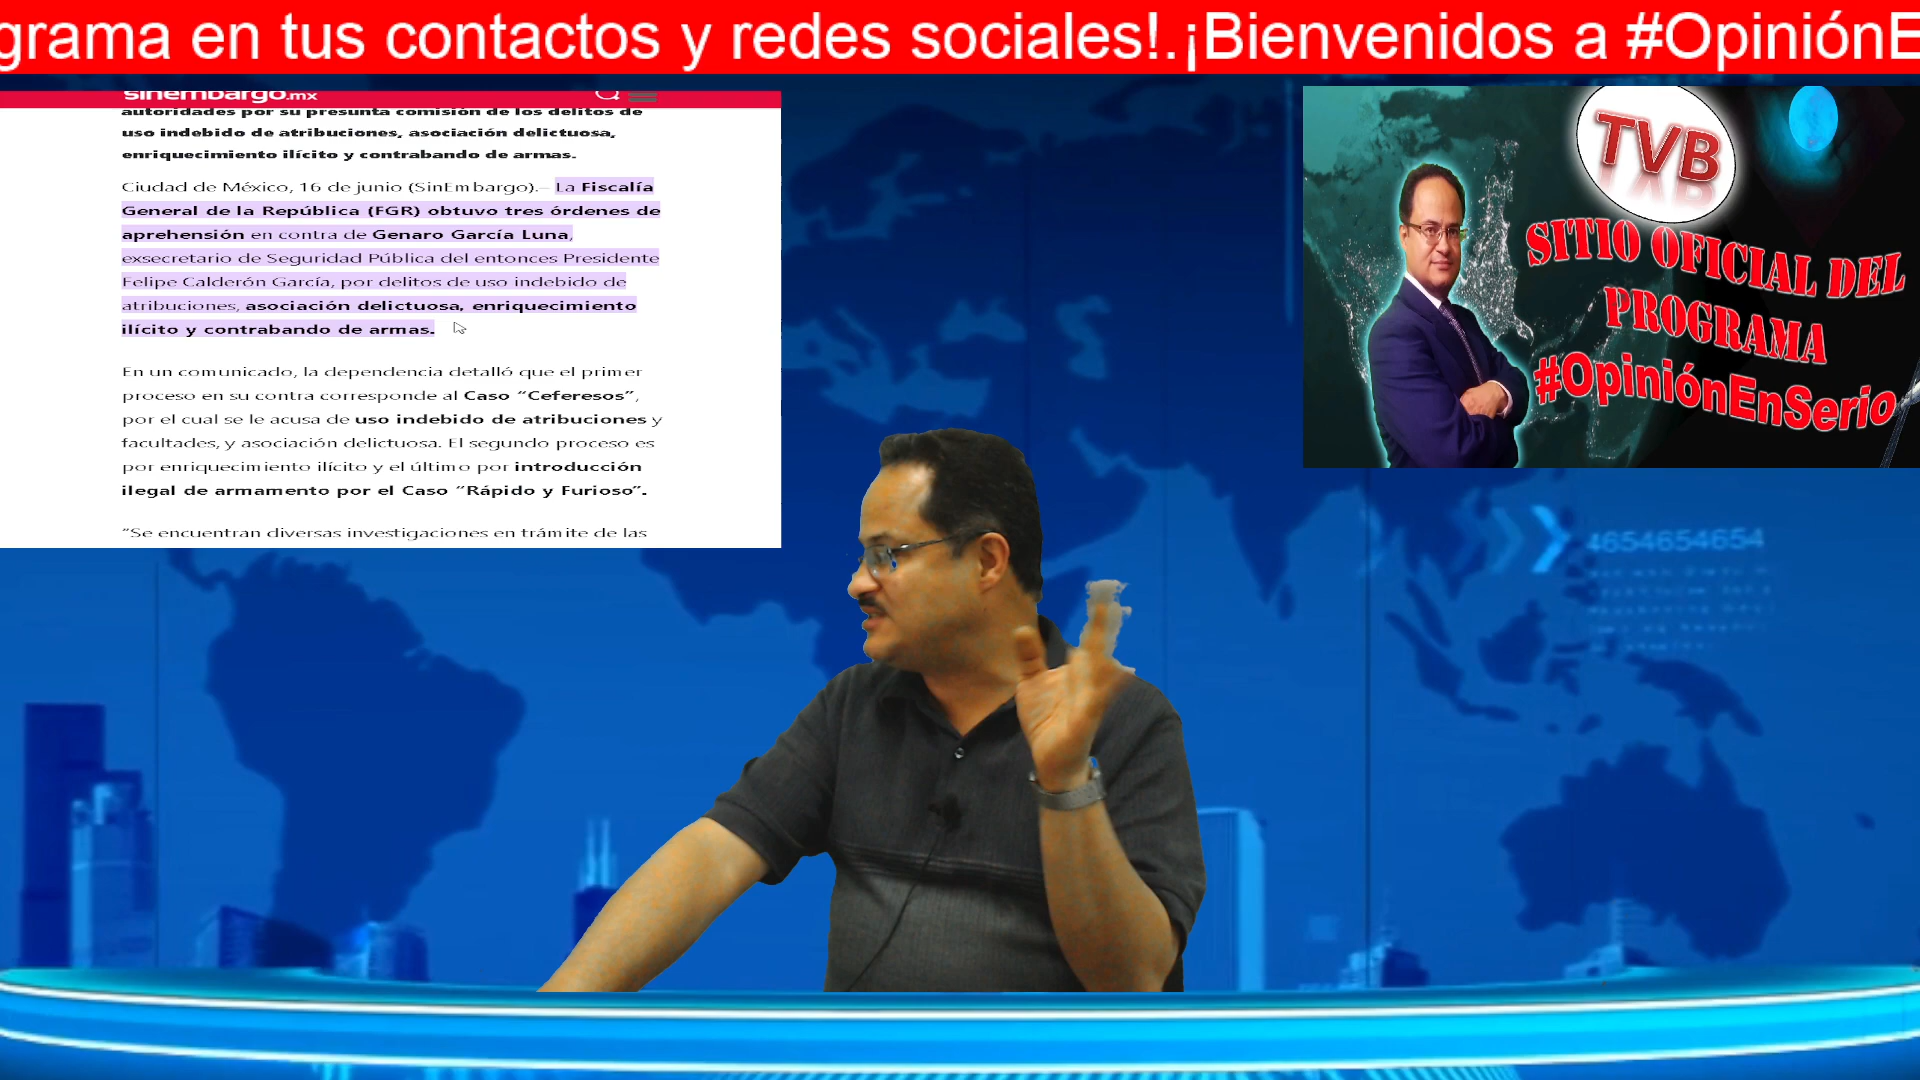 grama en tus contactos y redes sociales!.¡Bienvenidos a #OpiniónE
sinembargo.mx
autoridades por su presunta comisión de los delitos de
uso indebido de atribuciones, asociación delictuosa,
enriquecimiento ilícito y contrabando de armas.
Ciudad de México, 16 de junio (SinEmbargo).– La Fiscalía
General de la República (FGR) obtuvo tres órdenes de
aprehensión en contra de Genaro García Luna,
exsecretario de Seguridad Pública del entonces Presidente
Felipe Calderón García, por delitos de uso indebido de
atribuciones, asociación delictuosa, enriquecimiento
ilícito y contrabando de armas.
En un comunicado, la dependencia detalló que el primer
proceso en su contra corresponde al Caso “Ceferesos”,
por el cual se le acusa de uso indebido de atribuciones y
facultades, y asociación delictuosa. El segundo proceso es
por enriquecimiento ilícito y el último por introducción
ilegal de armamento por el Caso “Rápido y Furioso”.
“Se encuentran diversas investigaciones en trámite de las
TVB
SITIO OFICIAL DEL
PROGRAMA
#OpiniónEnSerio
4654654654